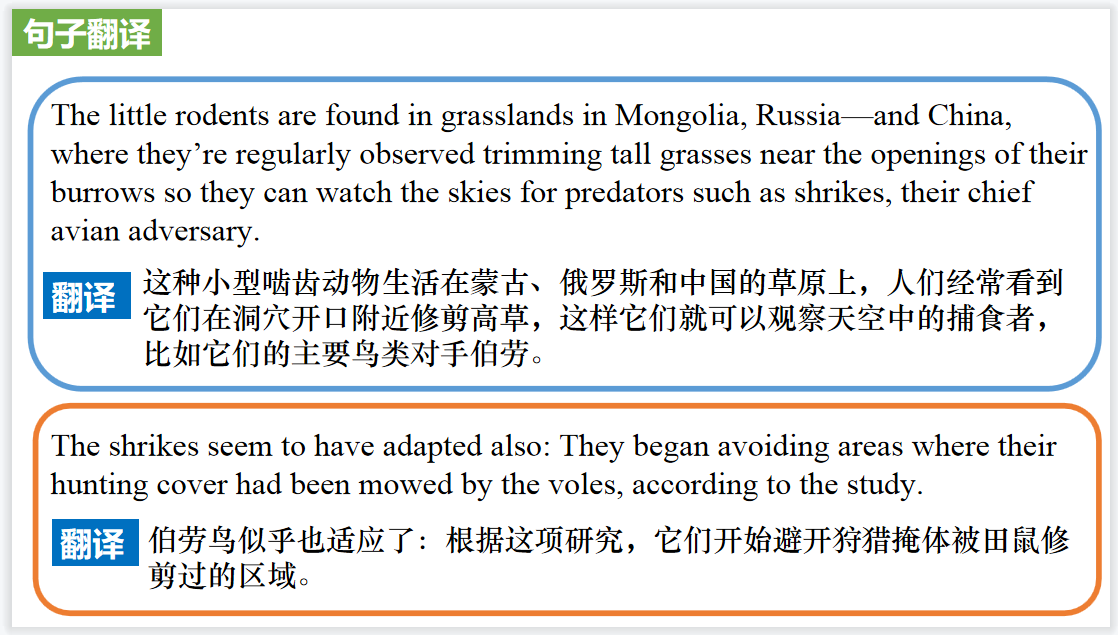 句子翻译
The little rodents are found in grasslands in Mongolia, Russia—and China,
where they’re regularly observed trimming tall grasses near the openings of their
burrows so they can watch the skies for predators such as shrikes, their chief
avian adversary.
翻译
这种小型啮齿动物生活在蒙古、俄罗斯和中国的草原上，人们经常看到
它们在洞穴开口附近修剪高草，这样它们就可以观察天空中的捕食者，
比如它们的主要鸟类对手伯劳。
The shrikes seem to have adapted also: They began avoiding areas where their
hunting cover had been mowed by the voles, according to the study.
翻译
伯劳鸟似乎也适应了：根据这项研究，它们开始避开狩猎掩体被田鼠修
剪过的区域。